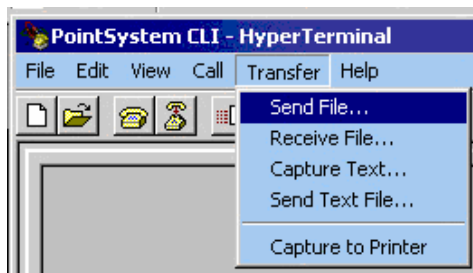 PointSystem CLI - HyperTerminal
File Edit View Call Transfer Help
Send File...
Receive File...
Capture Text...
Send Text File...
Capture to Printer